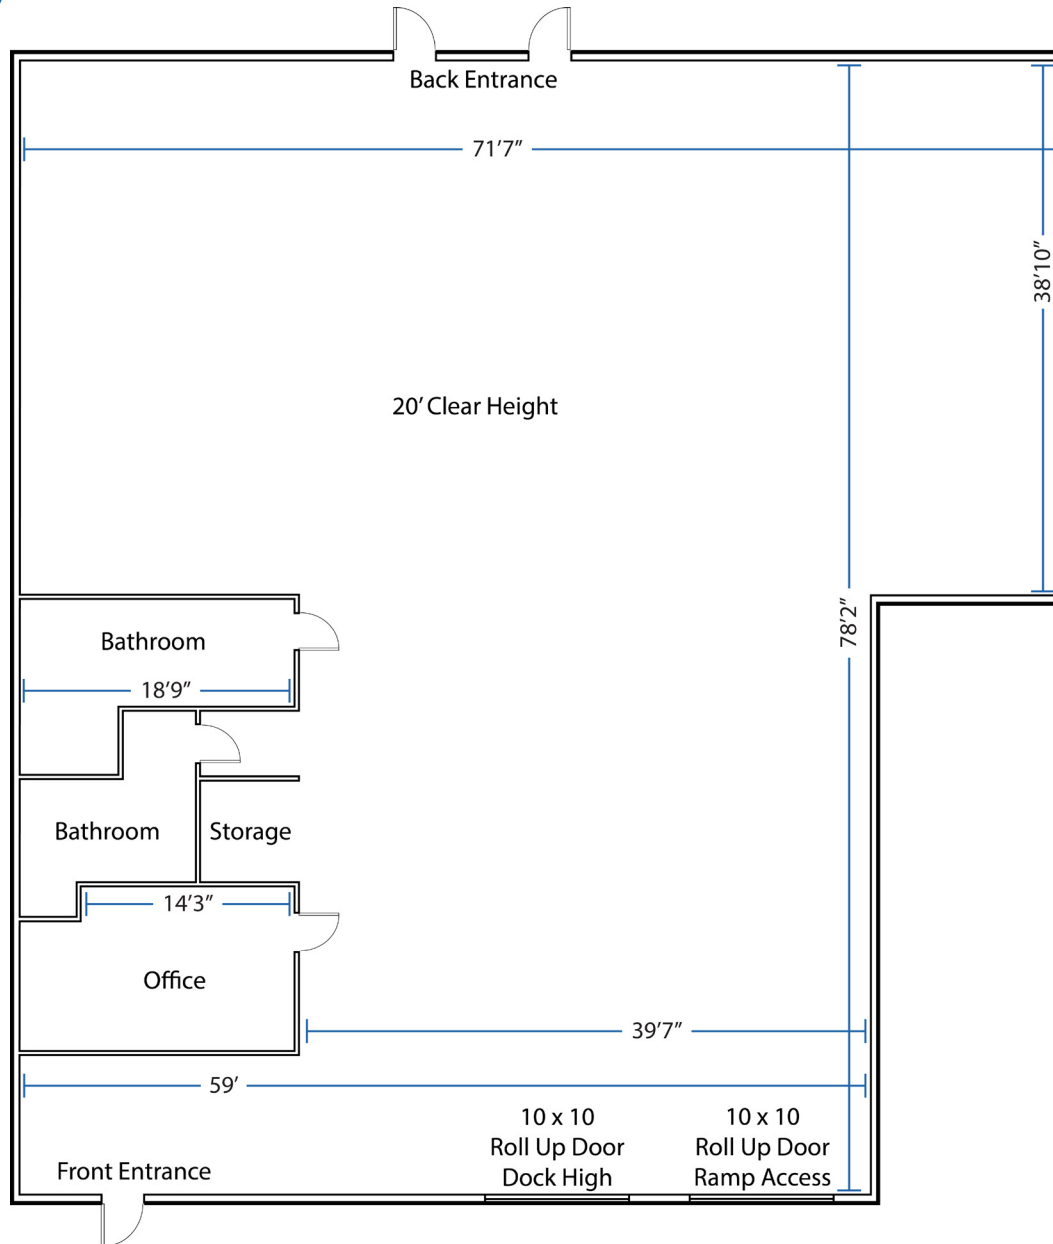 Back Entrance
71’7”
38’10”
20’ Clear Height
78’2”
Bathroom
18’9”
Bathroom
Storage
14’3”
Office
39’7”
59’
10 x 10
Roll Up Door
Dock High
10 x 10
Roll Up Door
Ramp Access
Front Entrance